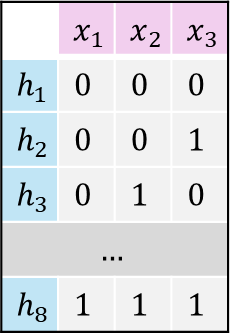 x₁ x₂ x₃
h₁ 0 0 0
h₂ 0 0 1
h₃ 0 1 0
...
h₈ 1 1 1